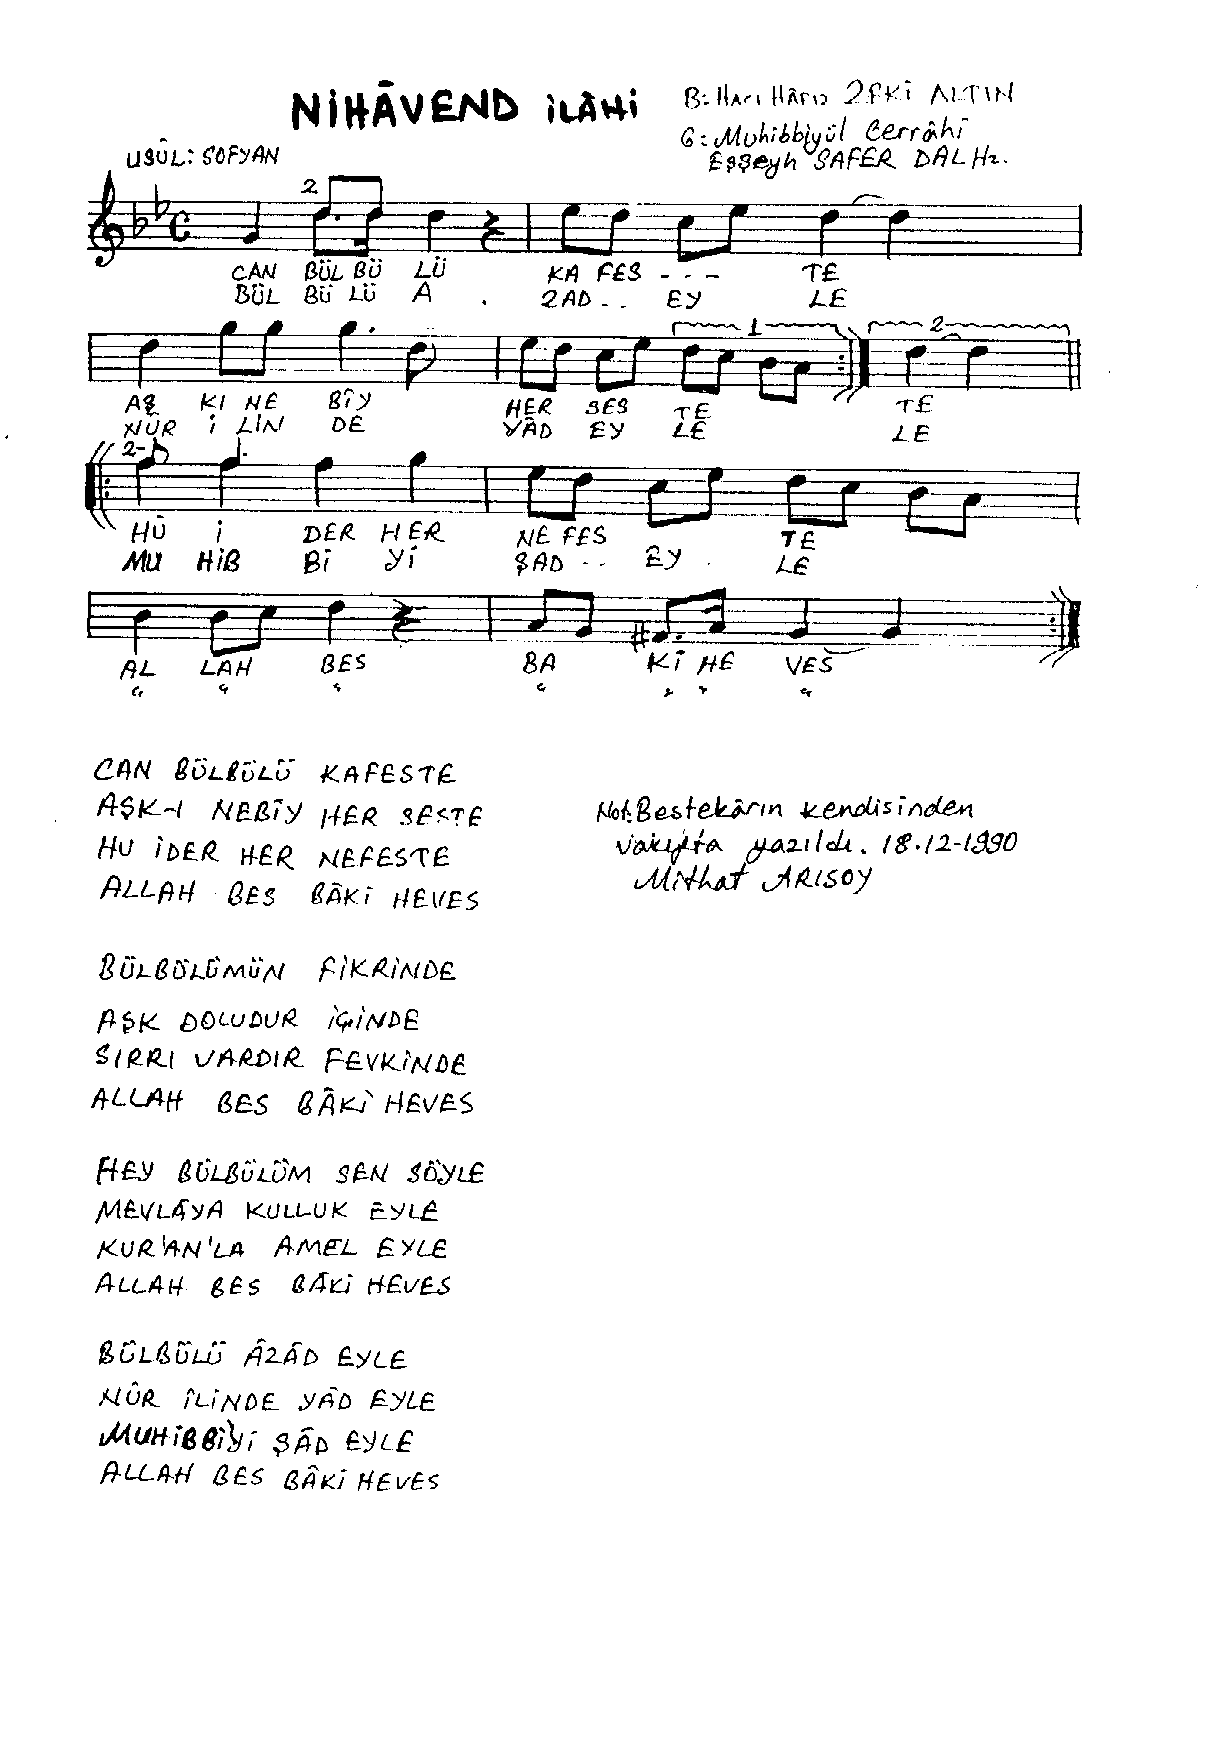 NİHÂVEND İLÂHİ
B: Hacı Hâfız ZEKİ ALTIN
G: Muhibbiyül Cerrâhi
Eşşeyh SAFER DAL Hz.
USÛL: SOFYAN
2
CAN BÜL BÜ LÜ KA FES - - - TE
BÜL BÜ LÜ A . ZAD - - EY LE
1 2
AŞ KI NE BÎY HER SES TE TE
NÛR İ LİN DE YÂD EY LE LE
2-
HÛ İ DER HER NE FES TE
MU HİB Bİ Yİ ŞAD - - EY . LE
AL LAH BES BA KÎ HE VES
" " " " " " "
CAN BÜLBÜLÜ KAFESTE
AŞK-I NEBÎY HER SESTE
HU İDER HER NEFESTE
ALLAH BES BÂKİ HEVES
Not: Bestekârın kendisinden
vakıfta yazıldı. 18.12-1990
Mithat ARISOY
BÜLBÜLÜMÜN FİKRİNDE
AŞK DOLUDUR İÇİNDE
SIRRI VARDIR FEVKİNDE
ALLAH BES BÂKİ HEVES
HEY BÜLBÜLÜM SEN SÖYLE
MEVLÂYA KULLUK EYLE
KUR'AN'LA AMEL EYLE
ALLAH BES BÂKİ HEVES
BÜLBÜLÜ ÂZÂD EYLE
NÛR İLİNDE YÂD EYLE
MUHİBBİYİ ŞÂD EYLE
ALLAH BES BÂKİ HEVES